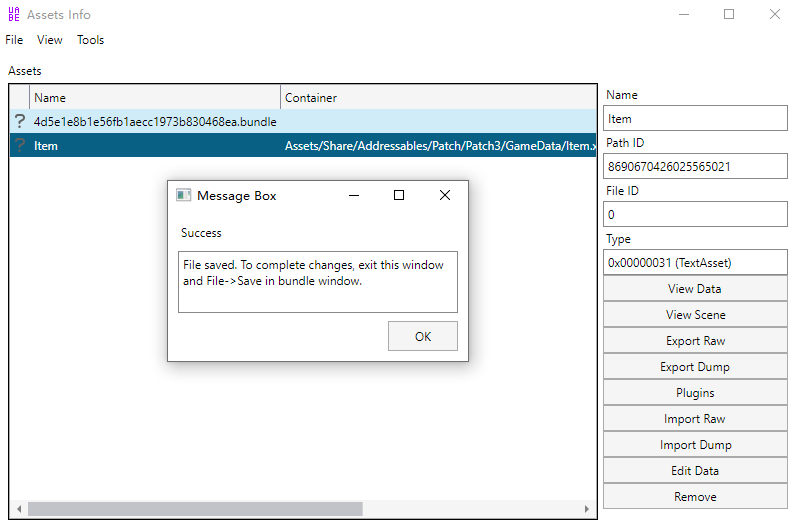 UA
BE
Assets Info
File View Tools
Assets
Name Container
? 4d5e1e8b1e56fb1aecc1973b830468ea.bundle
? Item Assets/Share/Addressables/Patch/Patch3/GameData/Item.x
Message Box
Success
File saved. To complete changes, exit this window
and File->Save in bundle window.
OK
Name
Item
Path ID
8690670426025565021
File ID
0
Type
0x00000031 (TextAsset)
View Data
View Scene
Export Raw
Export Dump
Plugins
Import Raw
Import Dump
Edit Data
Remove